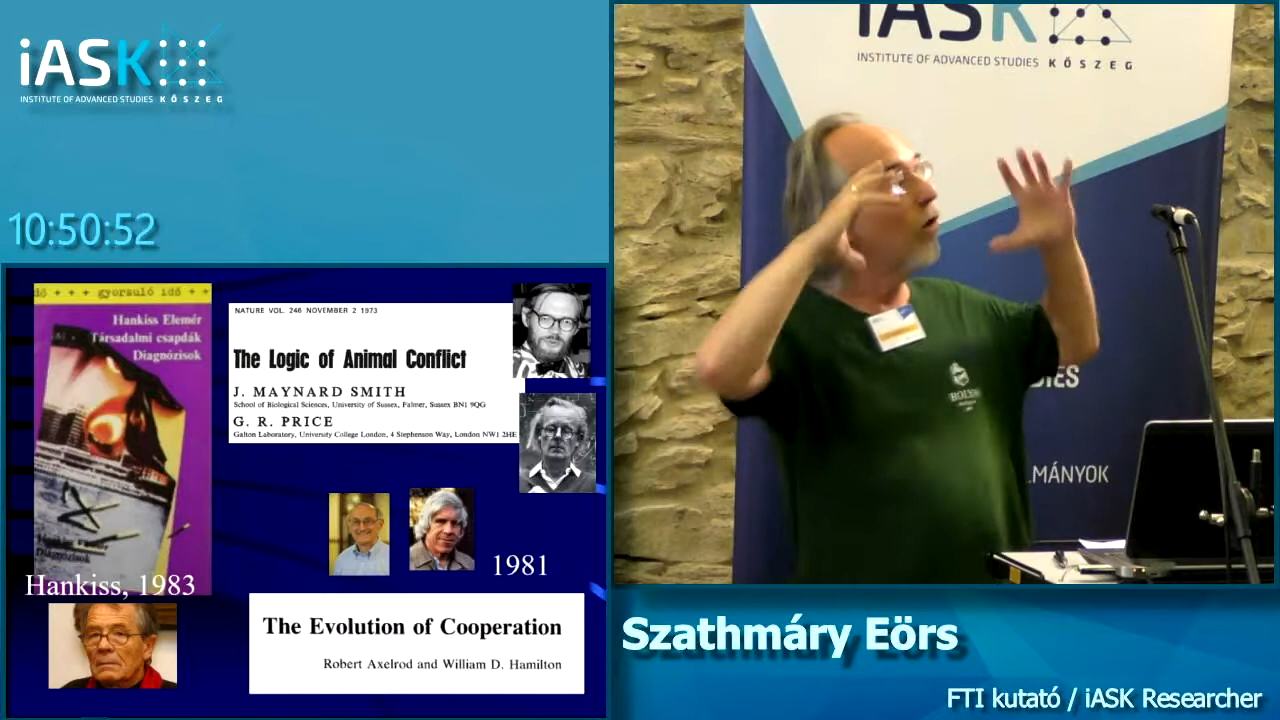 iASK
INSTITUTE OF ADVANCED STUDIES KŐSZEG
10:50:52
idő + + + gyorsuló idő + +
Hankiss Elemér
Társadalmi csapdák
Diagnózisok
Diagnózisok
Hankiss, 1983
NATURE VOL. 246 NOVEMBER 2 1973
The Logic of Animal Conflict
J. MAYNARD SMITH
School of Biological Sciences, University of Sussex, Falmer, Sussex BN1 9QG
G. R. PRICE
Galton Laboratory, University College London, 4 Stephenson Way, London NW1 2HE
1981
The Evolution of Cooperation
Robert Axelrod and William D. Hamilton
iASK
INSTITUTE OF ADVANCED STUDIES KŐSZEG
DIES
LMÁNYOK
Szathmáry Eörs
FTI kutató / iASK Researcher